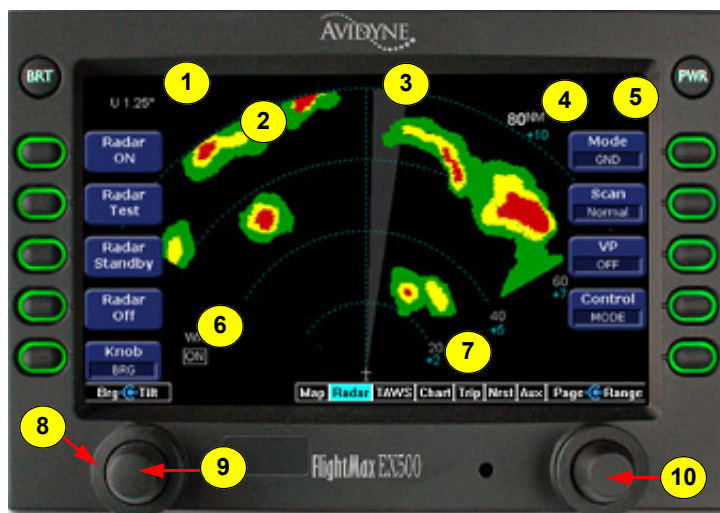 AVIDYNE
BRT
PWR
1
2
3
4
5
U 1.25°
80NM
+10
Radar
ON
Radar
Test
Radar
Standby
Radar
Off
Knob
BRG
Mode
GND
Scan
Normal
VP
OFF
Control
MODE
60
+7
40
+5
20
+2
6
7
ON
Brg Tilt
Map Radar TAWS Chart Trip Nrst Aux Page Range
8
9
10
FlightMax EX500